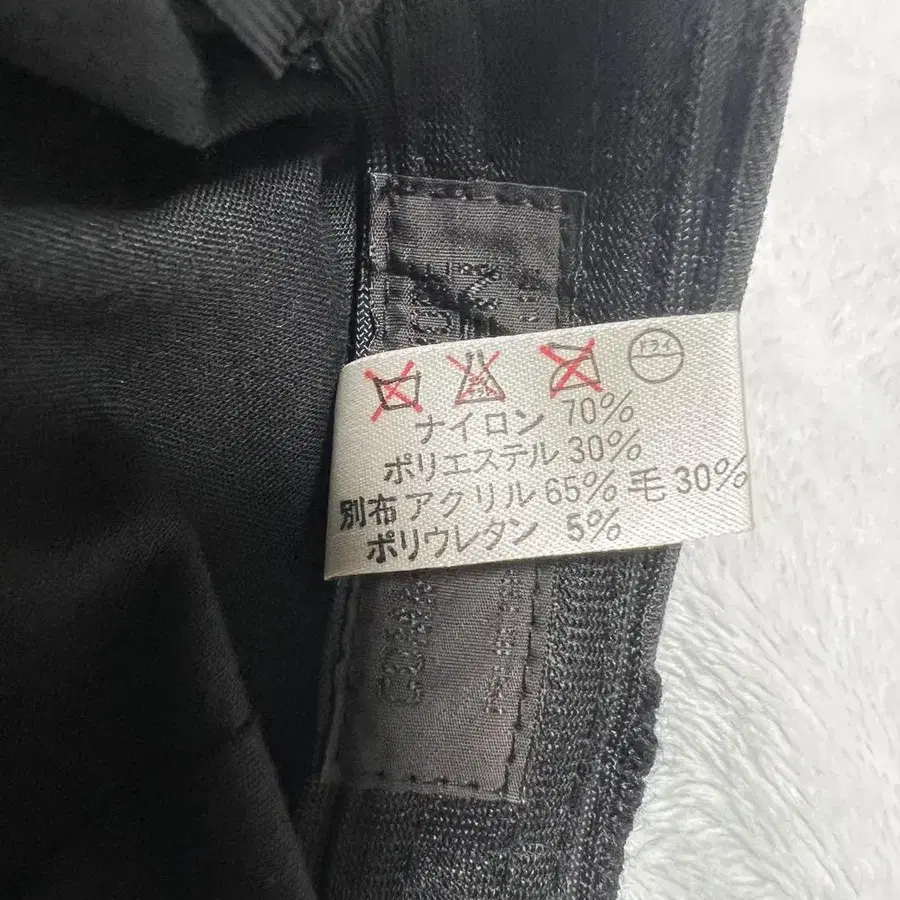 ドライ
ナイロン 70%
ポリエステル 30%
別布 アクリル 65% 毛 30%
ポリウレタン 5%